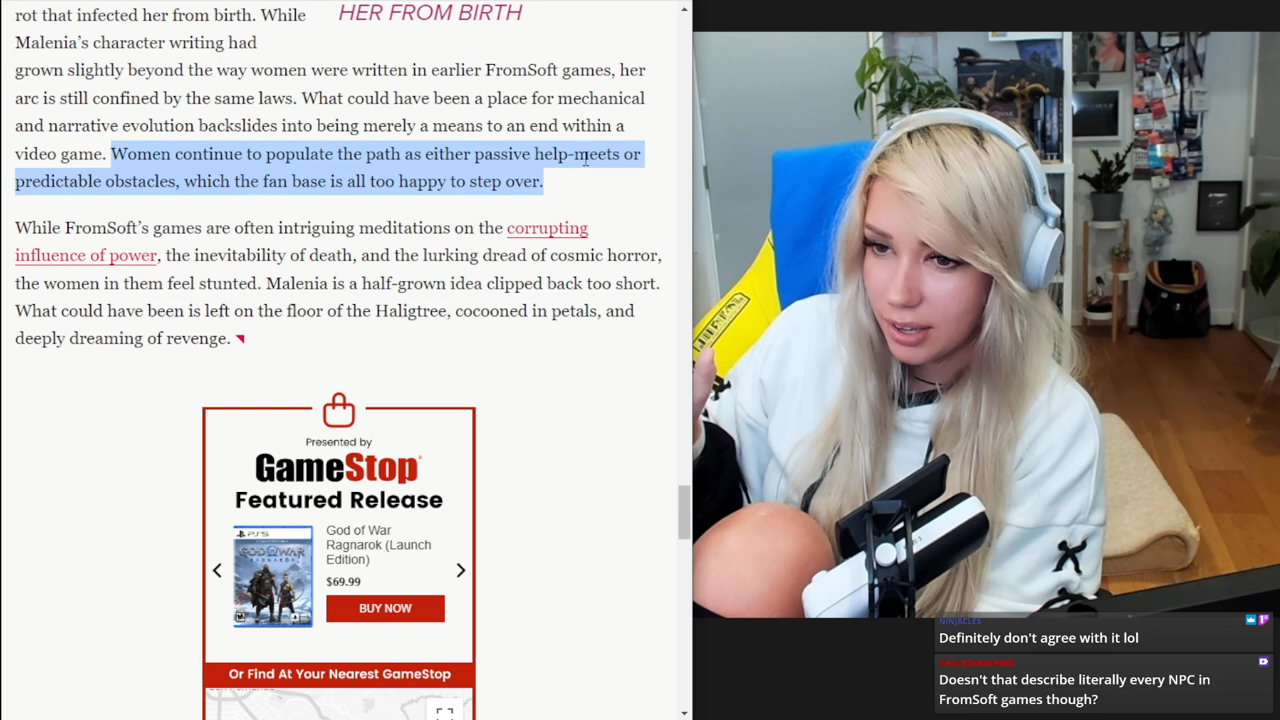 rot that infected her from birth. While
HER FROM BIRTH
Malenia's character writing had
grown slightly beyond the way women were written in earlier FromSoft games, her
arc is still confined by the same laws. What could have been a place for mechanical
and narrative evolution backslides into being merely a means to an end within a
video game. Women continue to populate the path as either passive help-meets or
predictable obstacles, which the fan base is all too happy to step over.
While FromSoft's games are often intriguing meditations on the corrupting
influence of power, the inevitability of death, and the lurking dread of cosmic horror,
the women in them feel stunted. Malenia is a half-grown idea clipped back too short.
What could have been is left on the floor of the Haligtree, cocooned in petals, and
deeply dreaming of revenge.
Presented by
GameStop
Featured Release
PS5
GOD OF WAR
God of War
Ragnarok (Launch
Edition)
$69.99
BUY NOW
Or Find At Your Nearest GameStop
NINJACLES
Definitely don't agree with it lol
Doesn't that describe literally every NPC in
FromSoft games though?